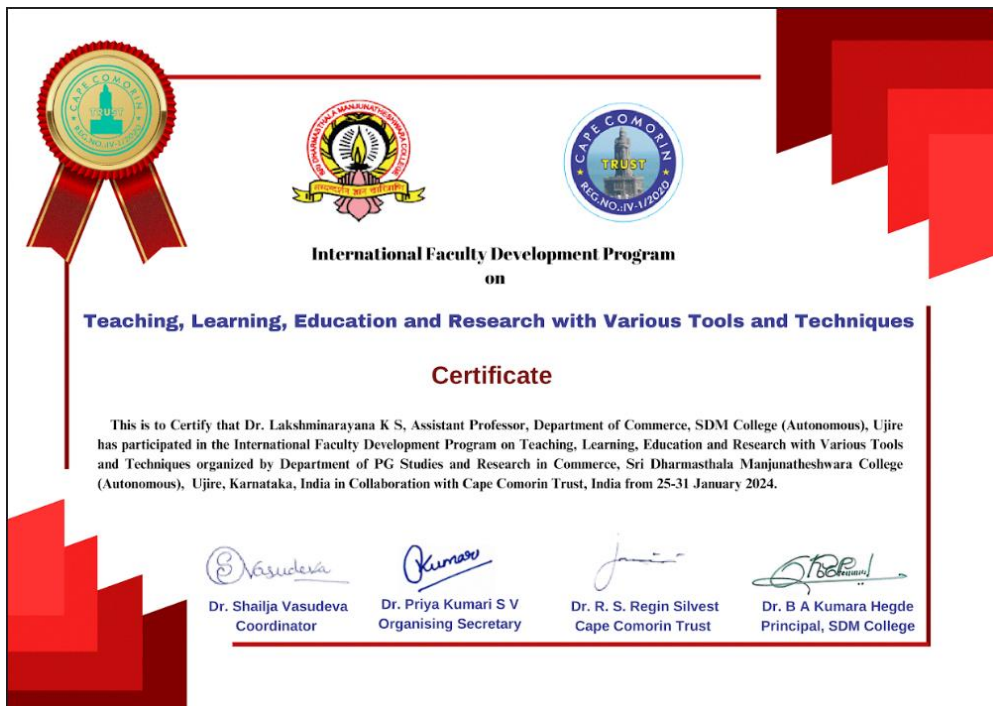 CAPE COMORIN
TRUST
REG.NO.:IV-1/2020
SRI DHARMASTHALA MANJUNATHESHWARA COLLEGE
CAPE COMORIN
TRUST
REG.NO.:IV-1/2020
International Faculty Development Program
on
Teaching, Learning, Education and Research with Various Tools and Techniques
Certificate
This is to Certify that Dr. Lakshminarayana K S, Assistant Professor, Department of Commerce, SDM College (Autonomous), Ujire
has participated in the International Faculty Development Program on Teaching, Learning, Education and Research with Various Tools
and Techniques organized by Department of PG Studies and Research in Commerce, Sri Dharmasthala Manjunatheshwara College
(Autonomous), Ujire, Karnataka, India in Collaboration with Cape Comorin Trust, India from 25-31 January 2024.
SVasudeva
Kumari
Dr. Shailja Vasudeva
Coordinator
Dr. Priya Kumari S V
Organising Secretary
Dr. R. S. Regin Silvest
Cape Comorin Trust
Dr. B A Kumara Hegde
Principal, SDM College